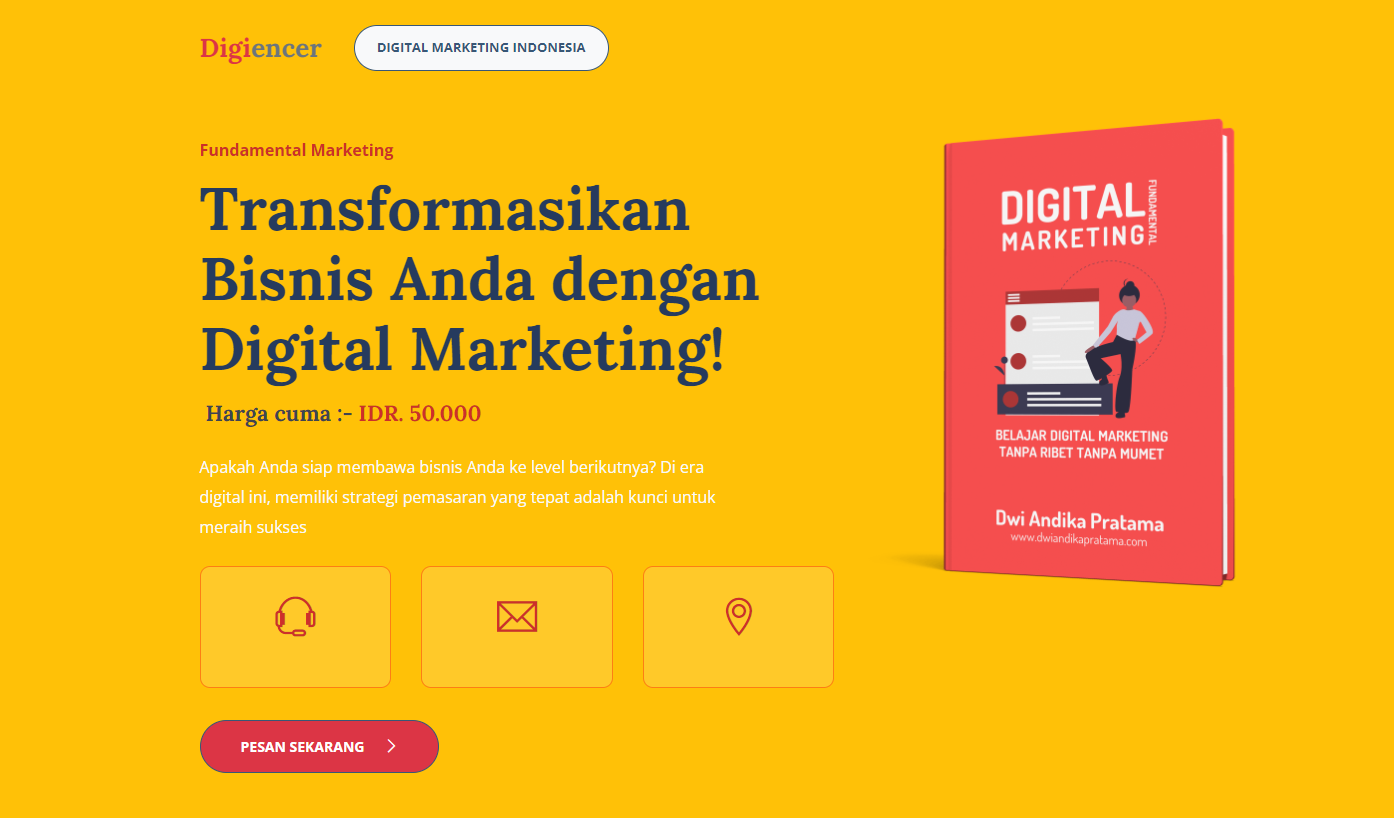 Digiencer
DIGITAL MARKETING INDONESIA
Fundamental Marketing
Transformasikan
Bisnis Anda dengan
Digital Marketing!
Harga cuma :- IDR. 50.000
Apakah Anda siap membawa bisnis Anda ke level berikutnya? Di era
digital ini, memiliki strategi pemasaran yang tepat adalah kunci untuk
meraih sukses
PESAN SEKARANG
DIGITAL
MARKETING
FUNDAMENTAL
BELAJAR DIGITAL MARKETING
TANPA RIBET TANPA MUMET
Dwi Andika Pratama
www.dwiandikapratama.com